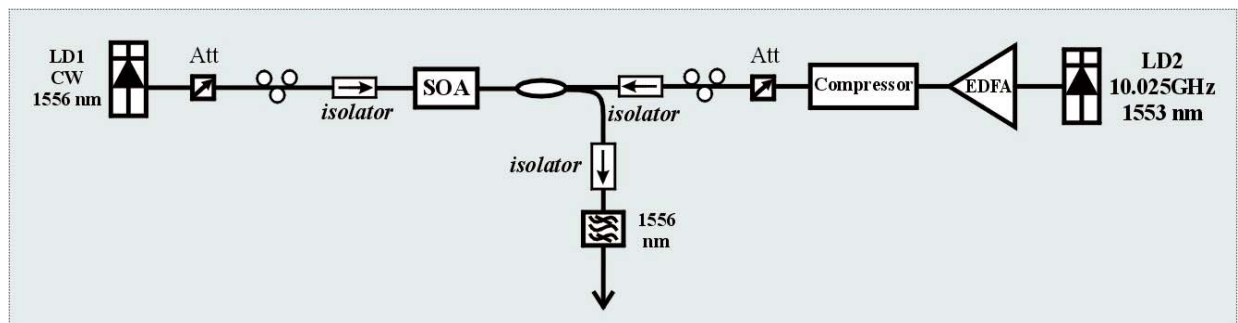 LD1
CW
1556 nm
Att
isolator
SOA
isolator
Att
Compressor
EDFA
LD2
10.025GHz
1553 nm
isolator
1556
nm